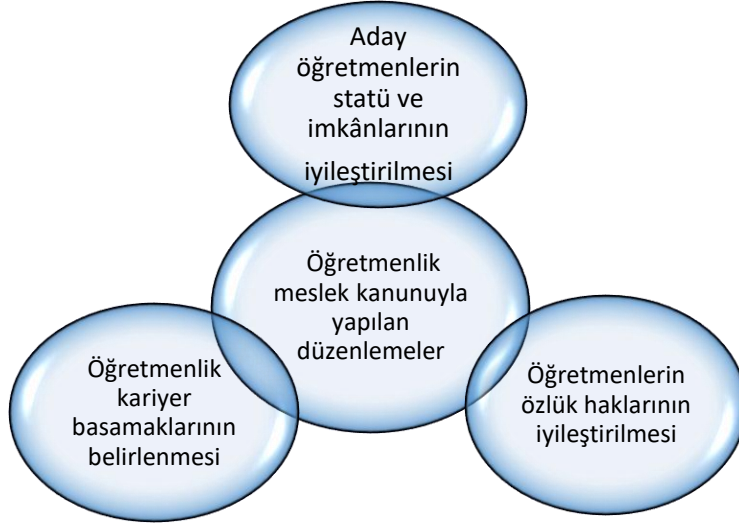 Aday
öğretmenlerin
statü ve
imkânlarının
iyileştirilmesi
Öğretmenlik
meslek kanunuyla
yapılan
düzenlemeler
Öğretmenlik
kariyer
basamaklarının
belirlenmesi
Öğretmenlerin
özlük haklarının
iyileştirilmesi